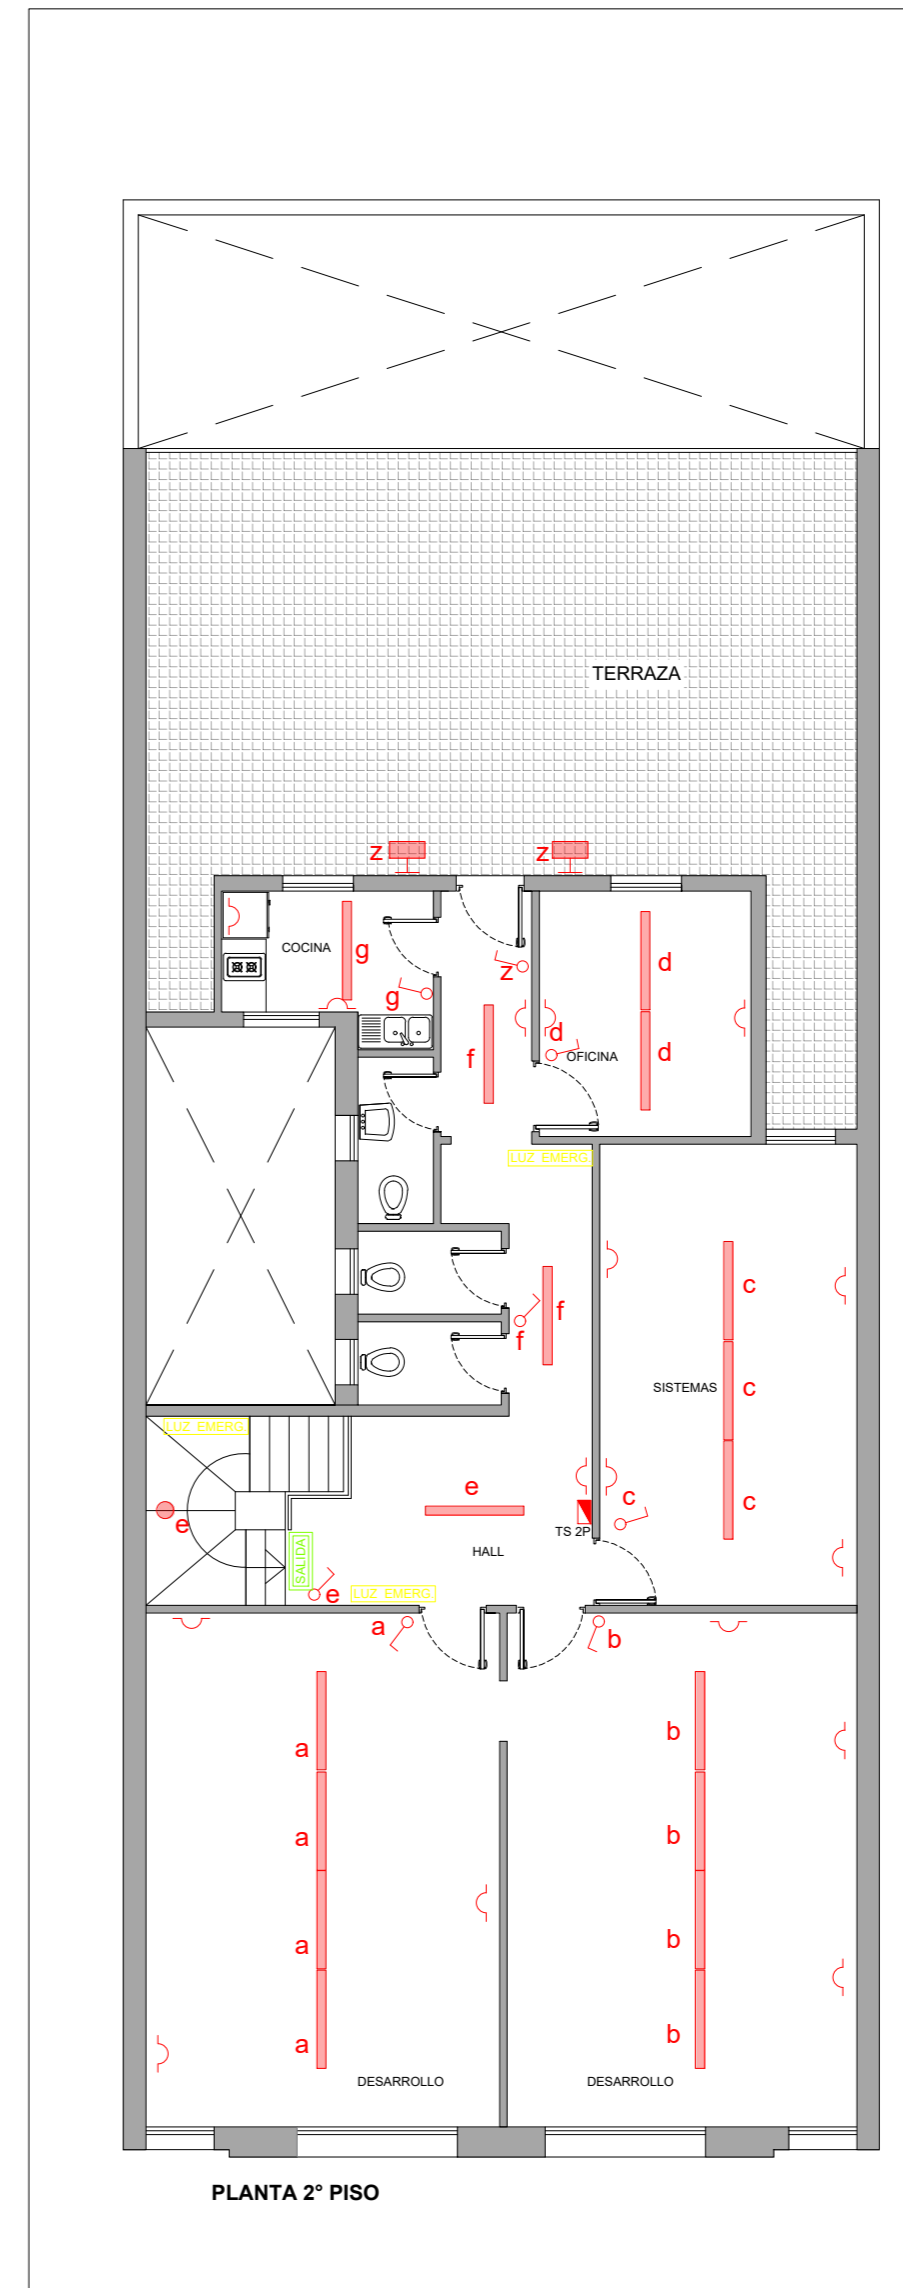 TERRAZA
z
z
COCINA
g
d
z
g
d
OFICINA
f
d
LUZ EMERG.
c
f
f
SISTEMAS
c
LUZ EMERG.
e
c
c
e
TS 2P
HALL
SALIDA
e
LUZ EMERG.
a
b
a
b
a
b
a
b
a
b
DESARROLLO
DESARROLLO
PLANTA 2° PISO